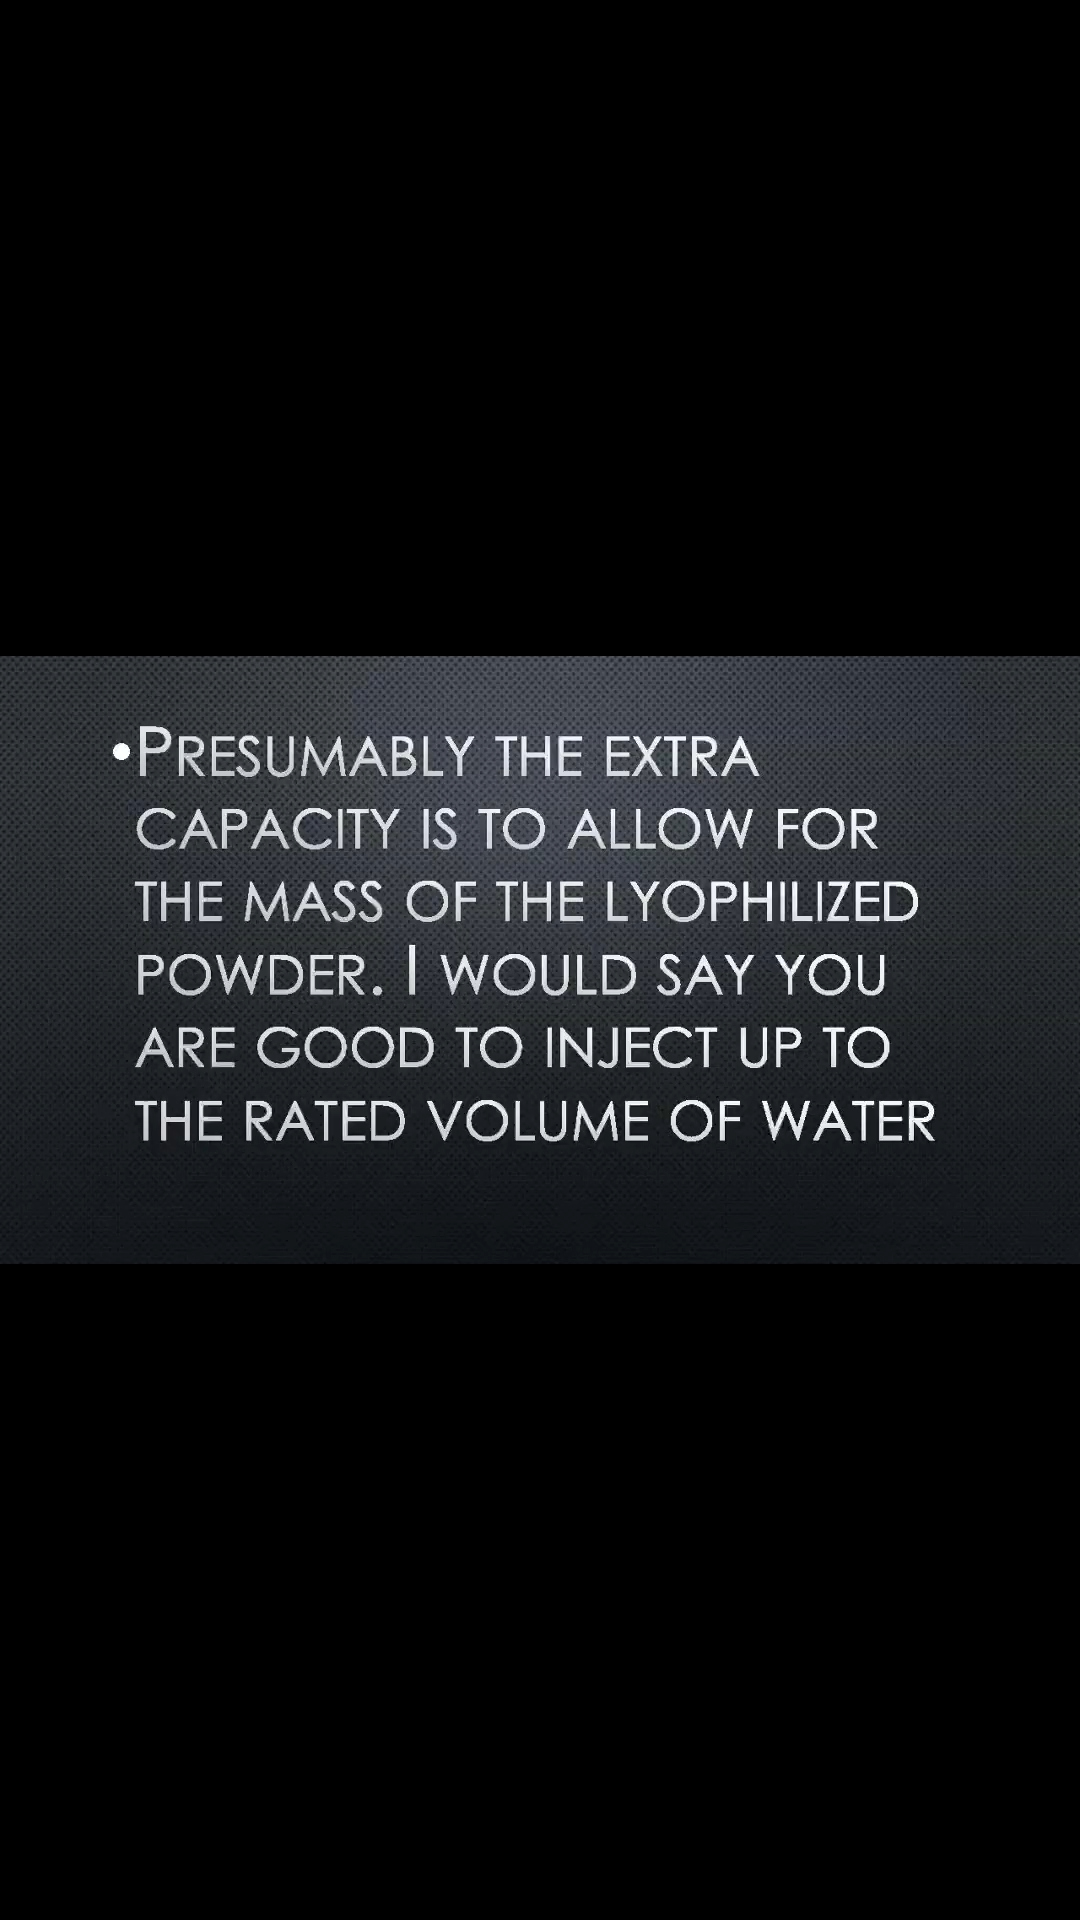 •Presumably the extra
capacity is to allow for
the mass of the lyophilized
powder. I would say you
are good to inject up to
the rated volume of water